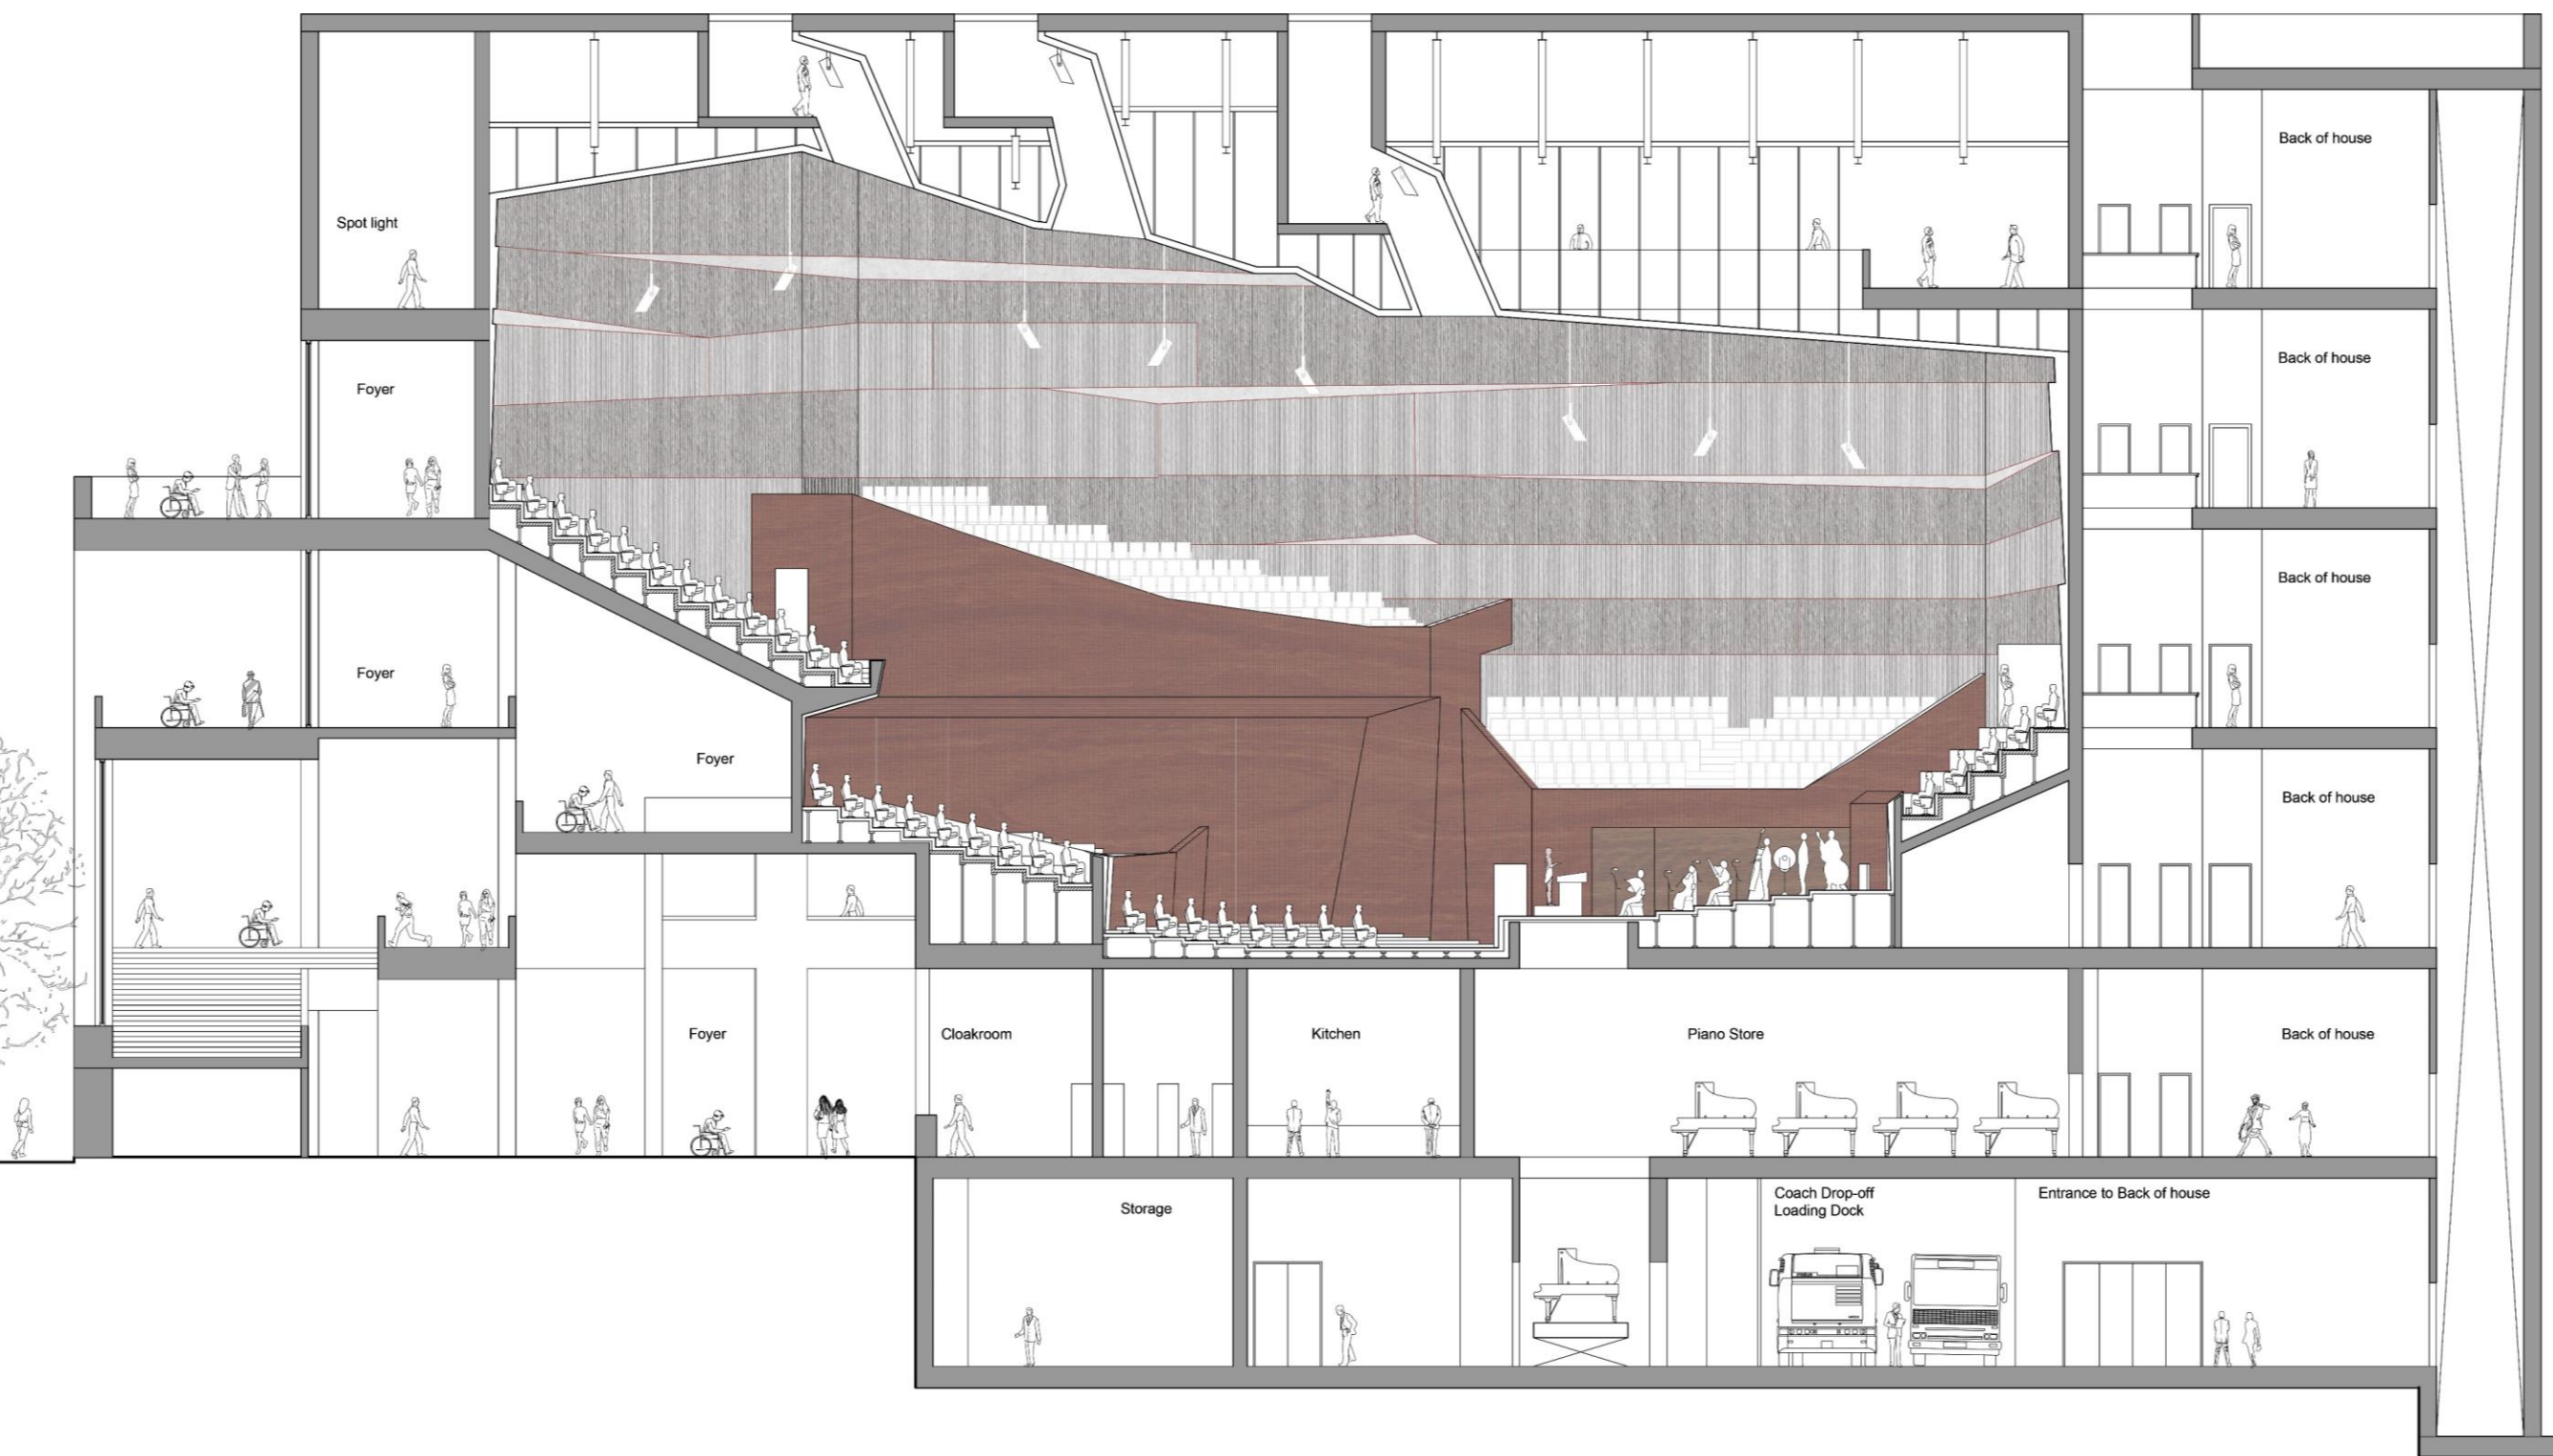 Back of house
Spot light
Back of house
Foyer
Back of house
Foyer
Foyer
Back of house
Foyer
Cloakroom
Kitchen
Piano Store
Back of house
Storage
Coach Drop-off
Loading Dock
Entrance to Back of house